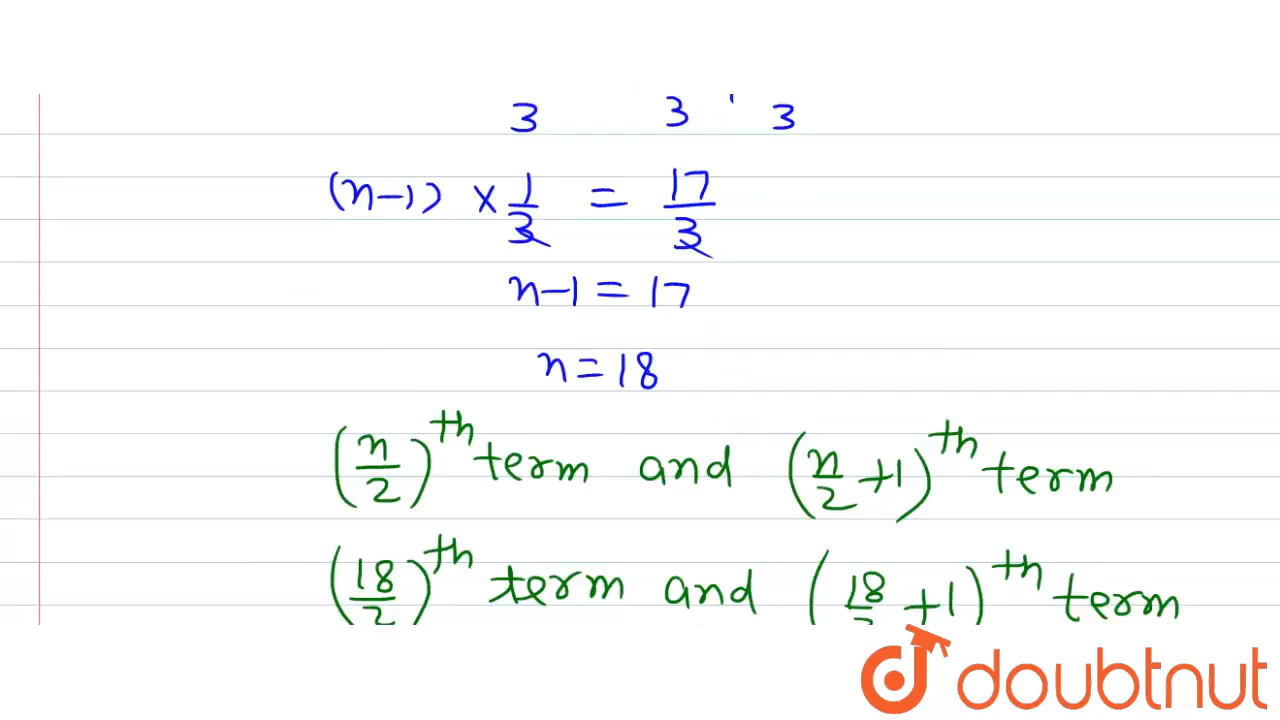 3 3 ' 3
(n-1) × 1/3 = 17/3
n-1 = 17
n = 18
(n/2)^th term and (n/2 +1)^th term
(18/2)^th term and (18/2 +1)^th term
doubtnut